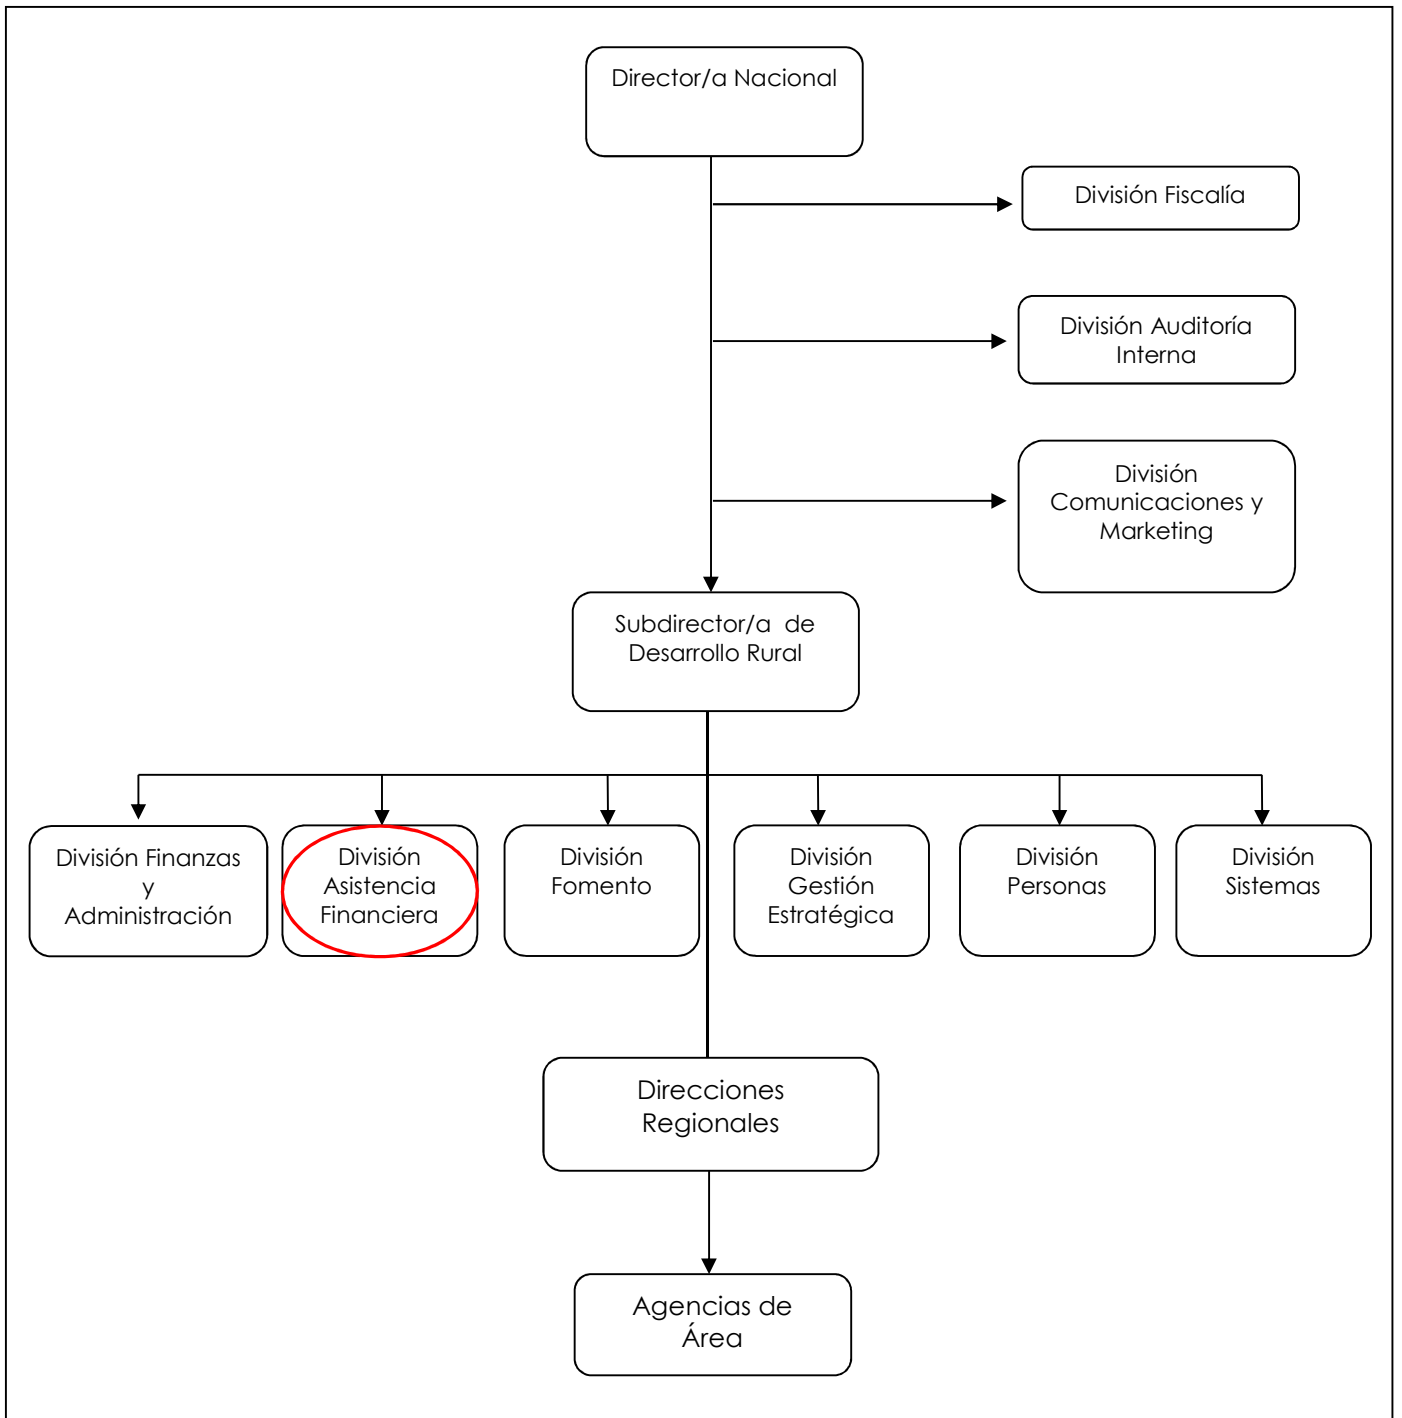 Director/a Nacional
División Fiscalía
División Auditoría
Interna
División
Comunicaciones y
Marketing
Subdirector/a  de
Desarrollo Rural
División Finanzas
y
Administración
División
Asistencia
Financiera
División
Fomento
División
Gestión
Estratégica
División
Personas
División
Sistemas
Direcciones
Regionales
Agencias de
Área